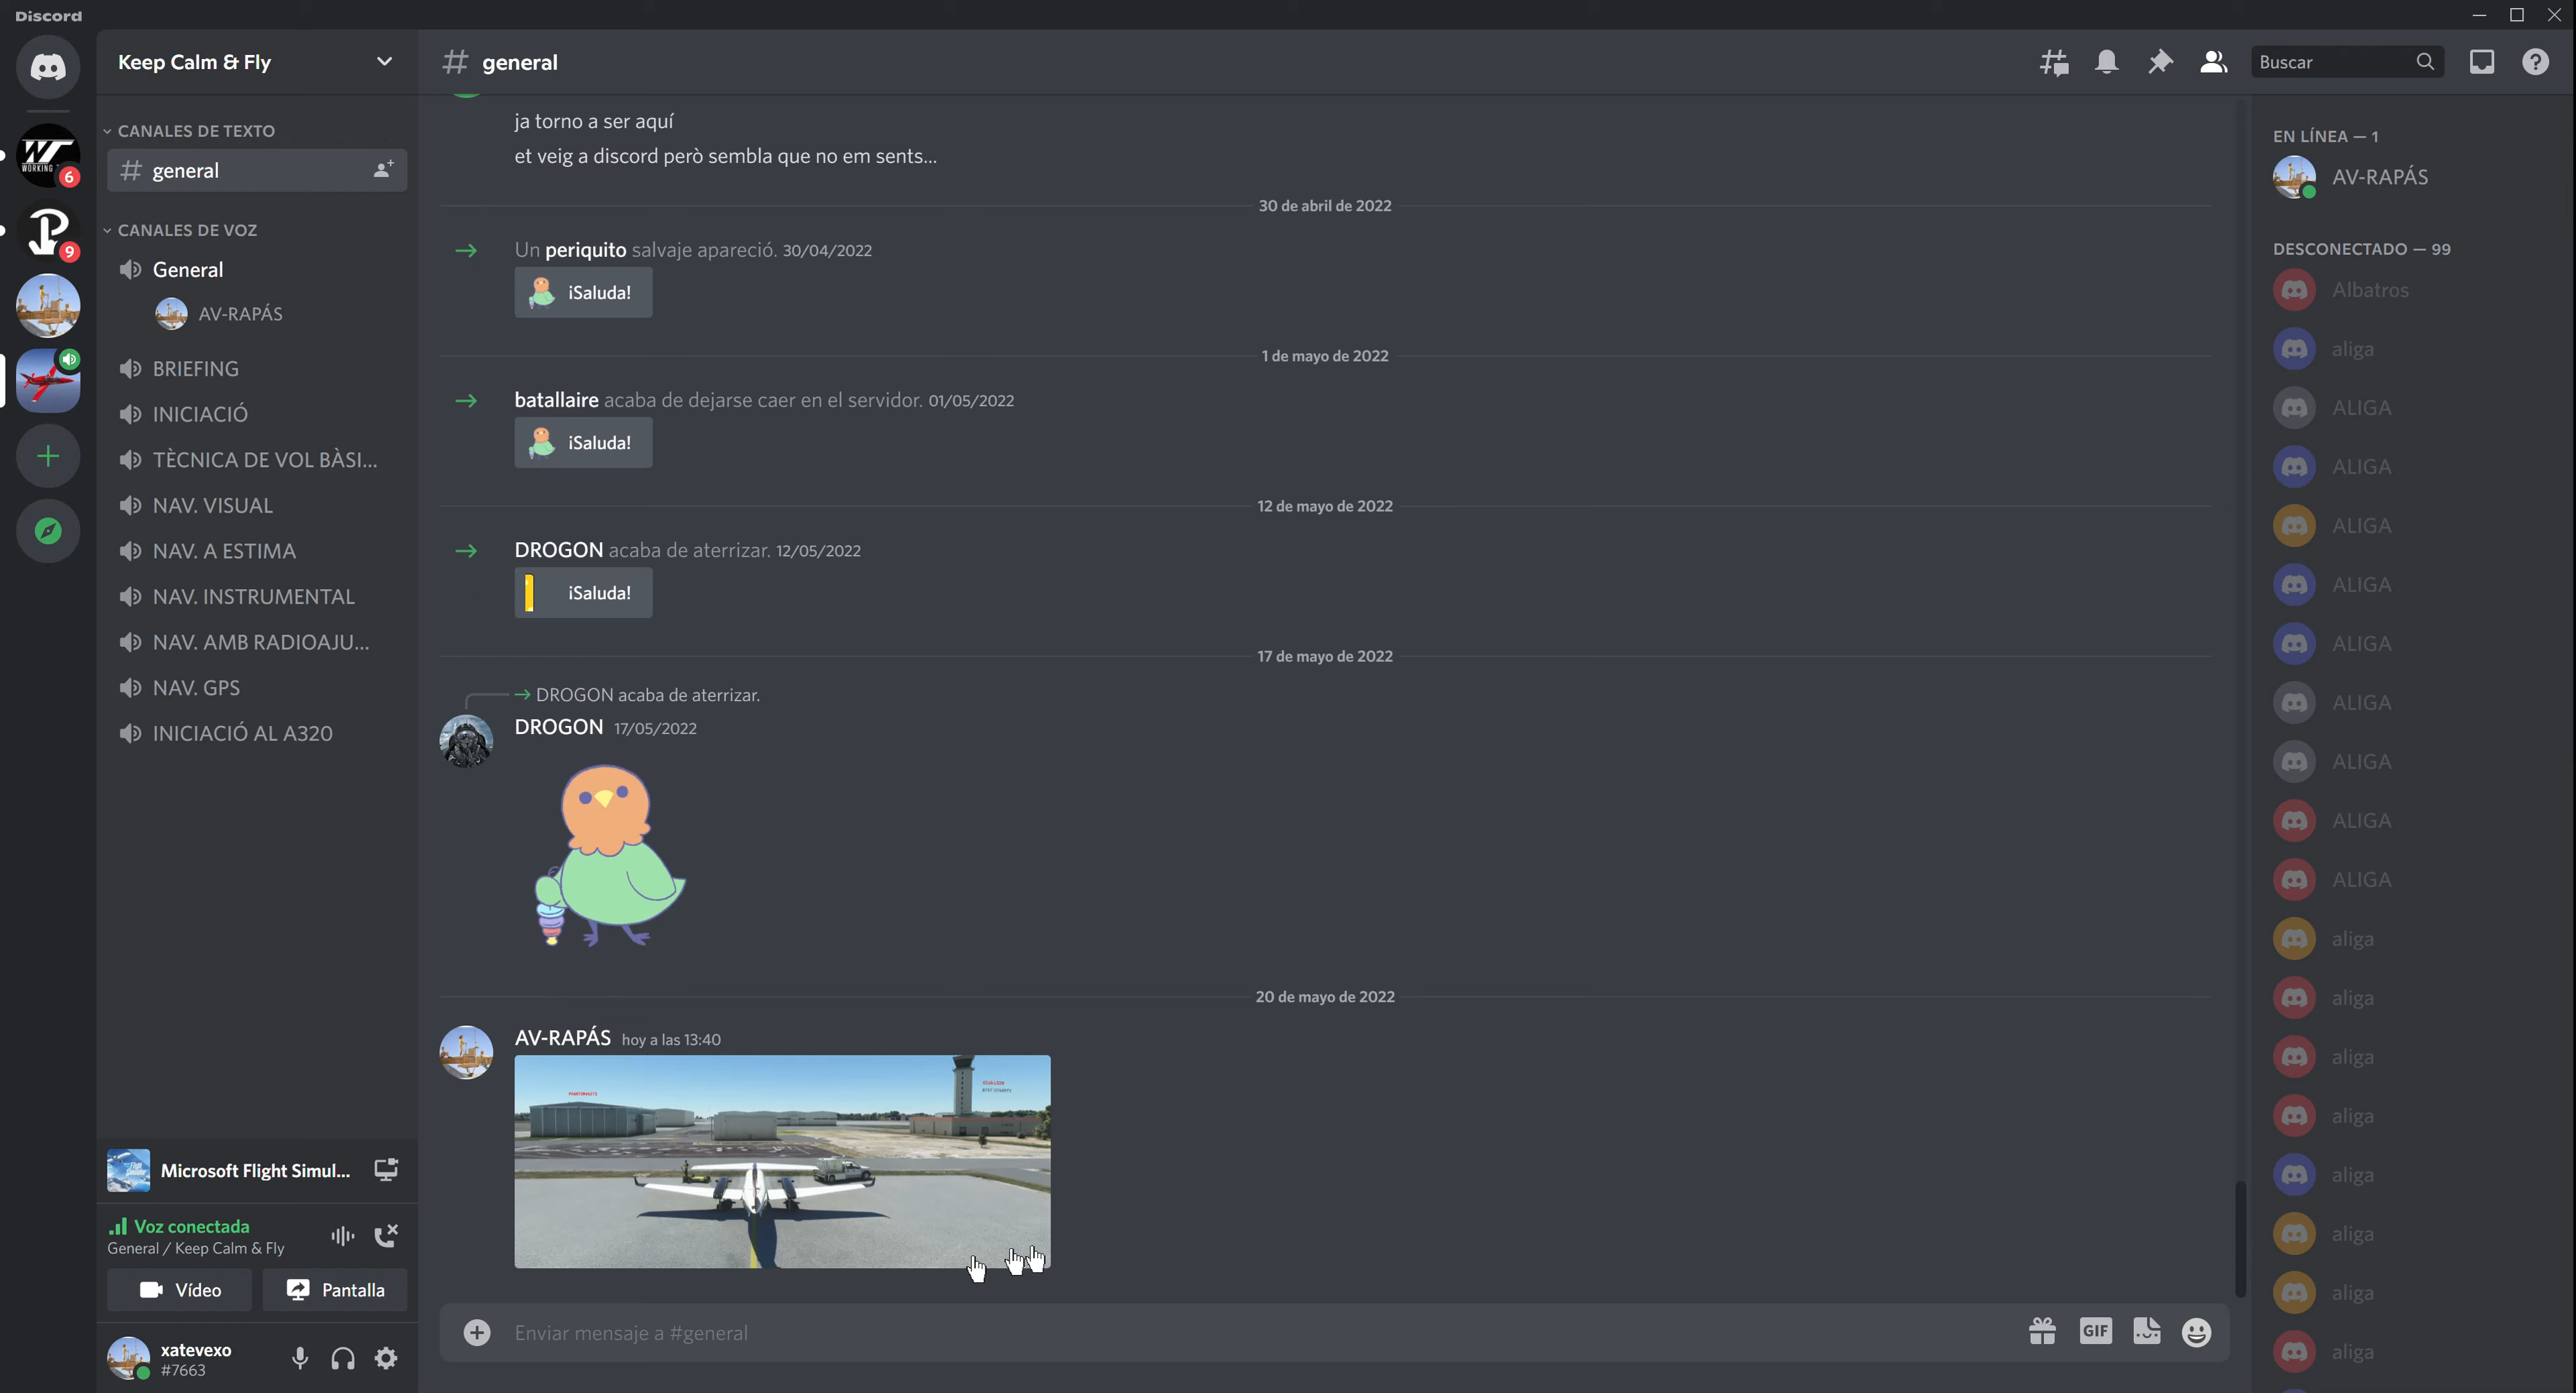 Discord
Keep Calm & Fly
CANALES DE TEXTO
general
CANALES DE VOZ
General
AV-RAPÁS
BRIEFING
INICIACIÓ
TÈCNICA DE VOL BÀSI...
NAV. VISUAL
NAV. A ESTIMA
NAV. INSTRUMENTAL
NAV. AMB RADIOAJU...
NAV. GPS
INICIACIÓ AL A320
Microsoft Flight Simul...
Voz conectada
General / Keep Calm & Fly
Vídeo
Pantalla
xatevexo
#7663
WORKING
6
9
# general
Buscar
ja torno a ser aquí
et veig a discord però sembla que no em sents...
30 de abril de 2022
Un periquito salvaje apareció. 30/04/2022
¡Saluda!
1 de mayo de 2022
batallaire acaba de dejarse caer en el servidor. 01/05/2022
¡Saluda!
12 de mayo de 2022
DROGON acaba de aterrizar. 12/05/2022
¡Saluda!
17 de mayo de 2022
DROGON acaba de aterrizar.
DROGON 17/05/2022
20 de mayo de 2022
AV-RAPÁS hoy a las 13:40
Enviar mensaje a #general
GIF
EN LÍNEA — 1
AV-RAPÁS
DESCONECTADO — 99
Albatros
aliga
ALIGA
ALIGA
ALIGA
ALIGA
ALIGA
ALIGA
ALIGA
ALIGA
ALIGA
aliga
aliga
aliga
aliga
aliga
aliga
aliga
aliga